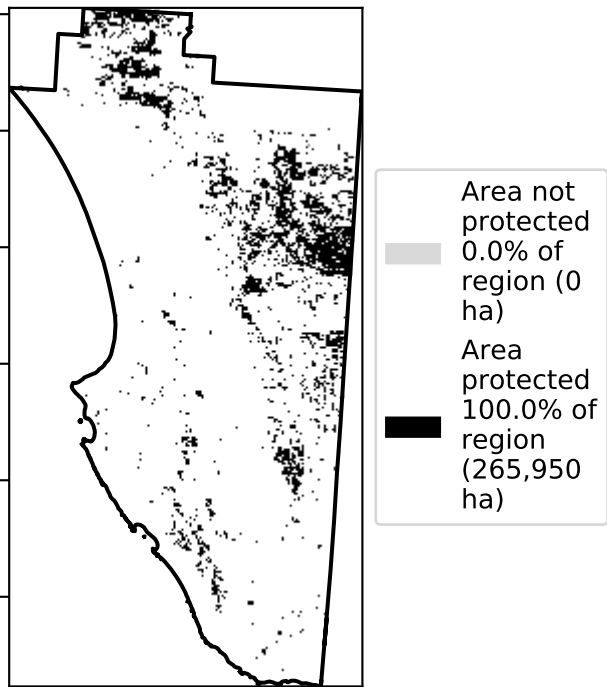 Area not
protected
0.0% of
region (0
ha)
Area
protected
100.0% of
region
(265,950
ha)